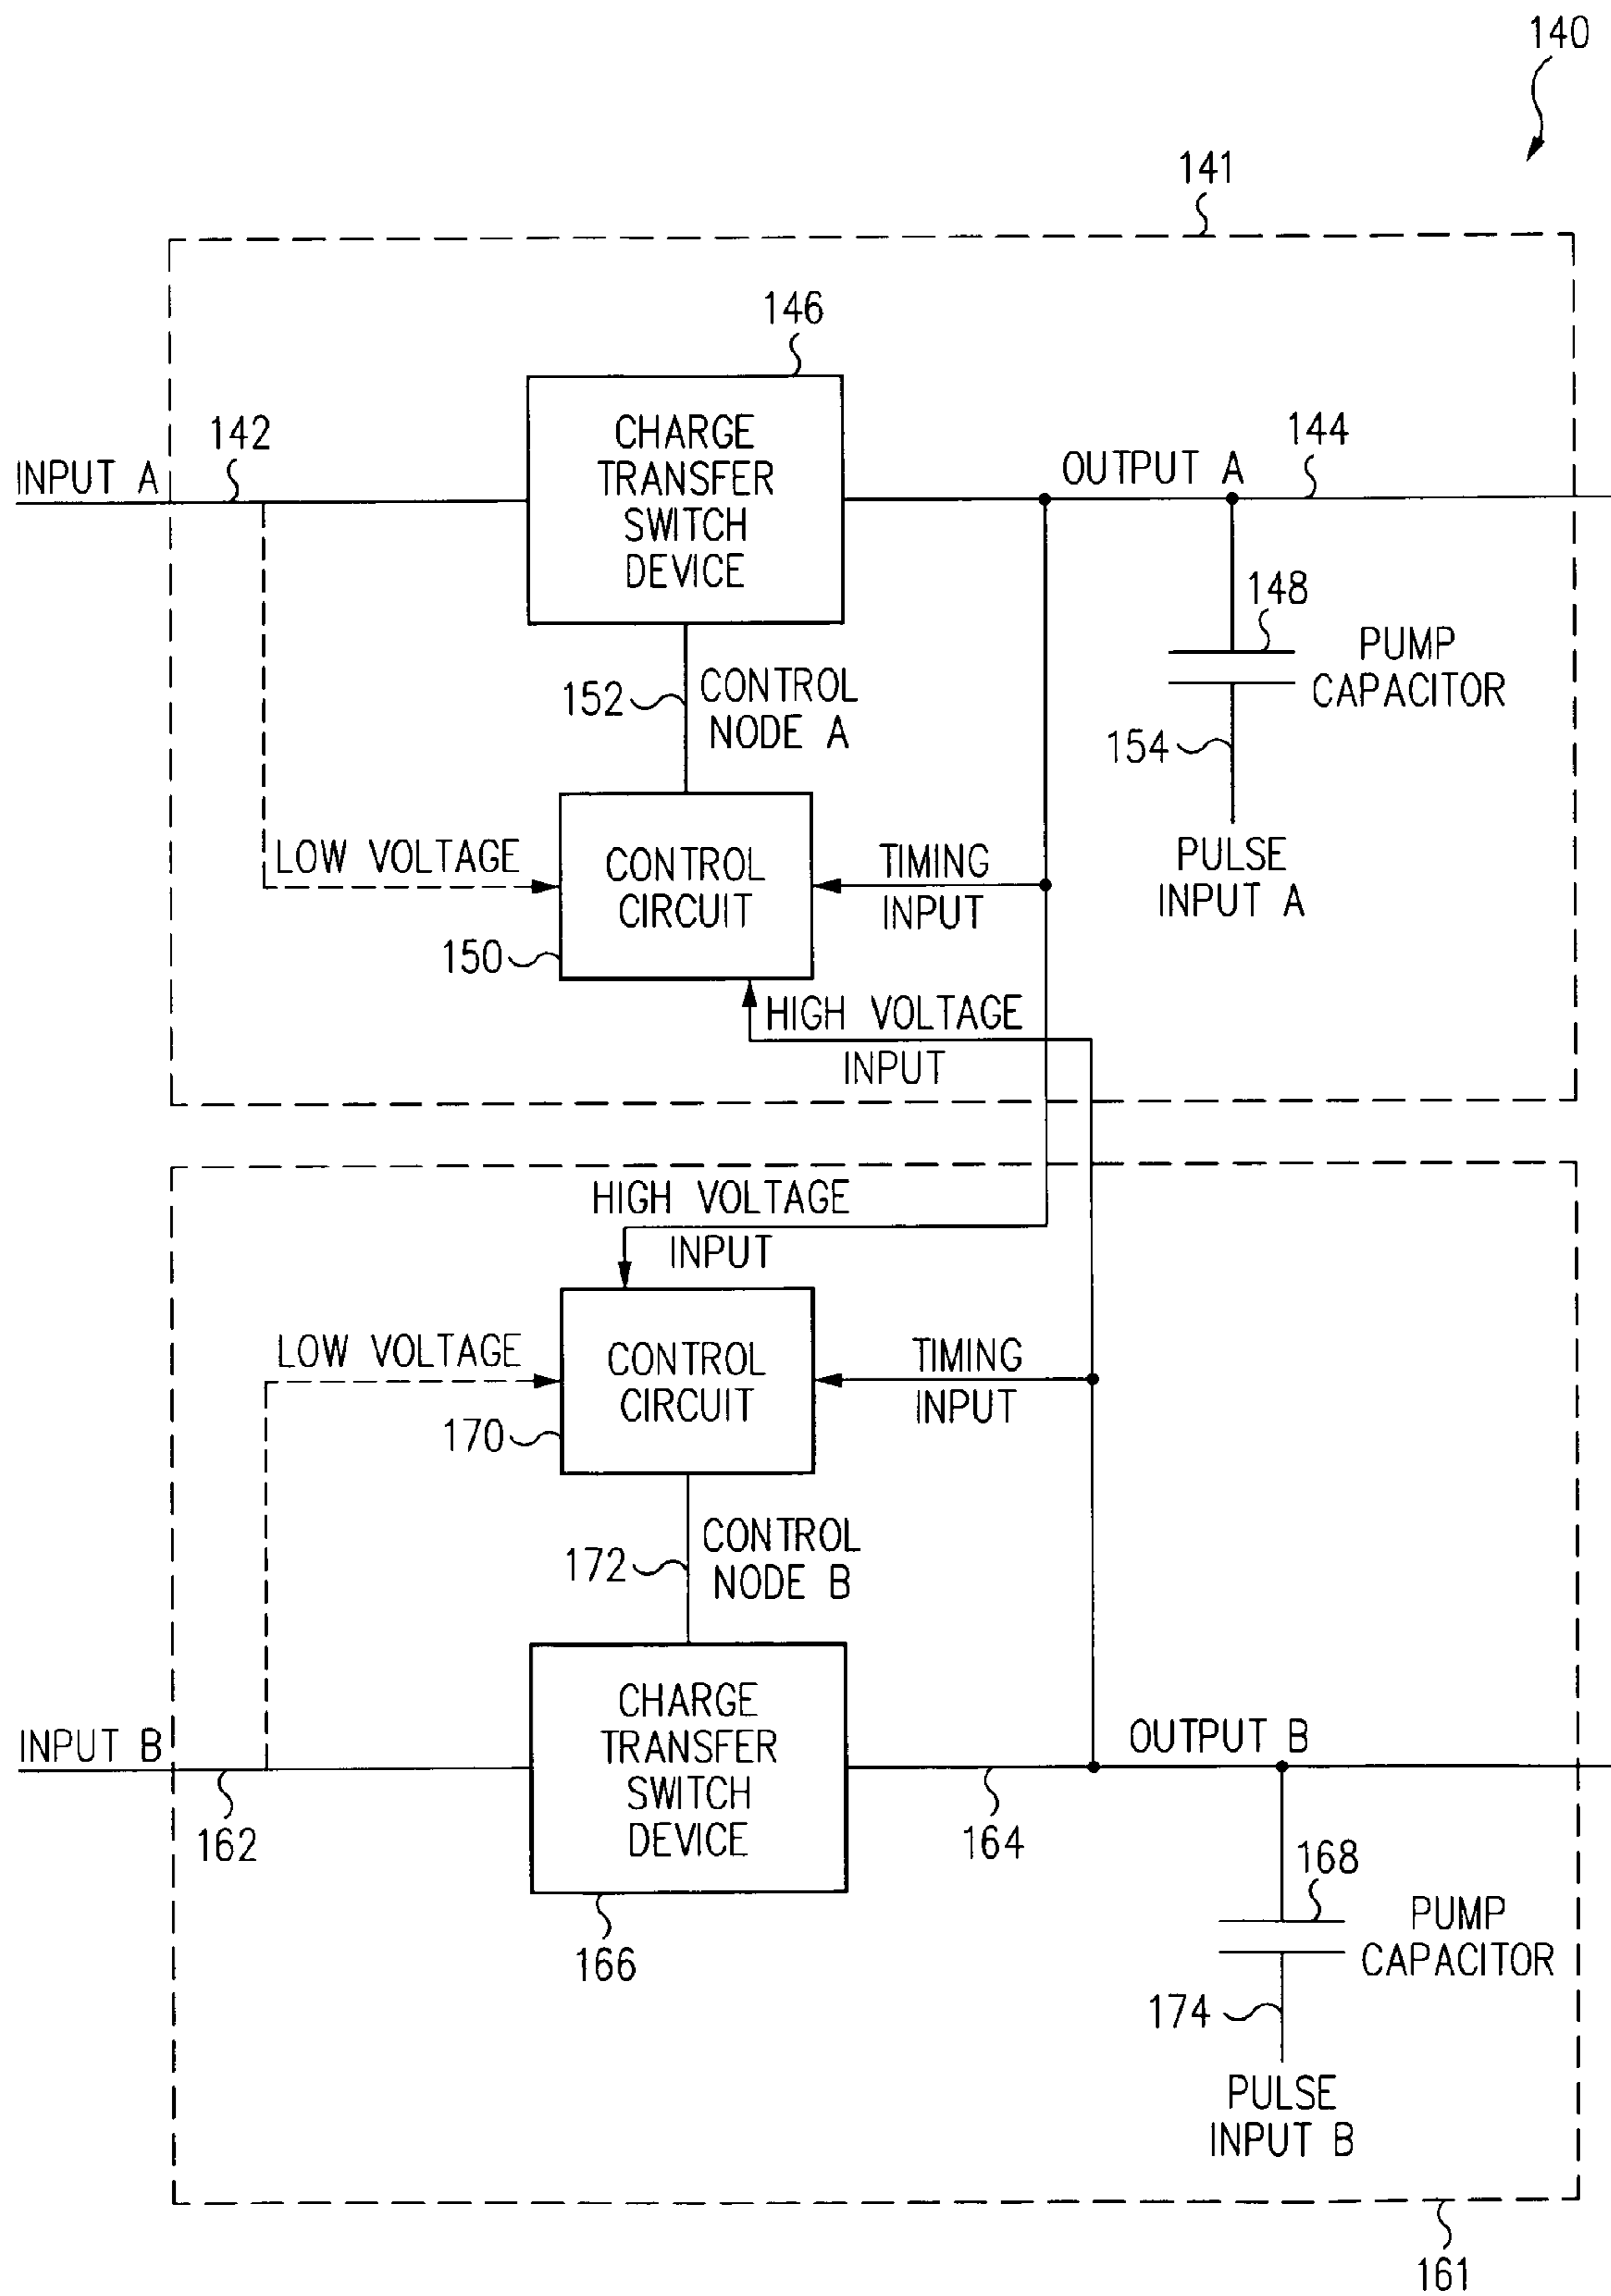 140
141
146
CHARGE
TRANSFER
SWITCH
DEVICE
INPUT A
142
OUTPUT A
144
148
PUMP
CAPACITOR
152
CONTROL
NODE A
154
PULSE
INPUT A
LOW VOLTAGE
CONTROL
CIRCUIT
TIMING
INPUT
150
HIGH VOLTAGE
INPUT
HIGH VOLTAGE
INPUT
LOW VOLTAGE
CONTROL
CIRCUIT
TIMING
INPUT
170
172
CONTROL
NODE B
CHARGE
TRANSFER
SWITCH
DEVICE
INPUT B
162
OUTPUT B
164
166
168
PUMP
CAPACITOR
174
PULSE
INPUT B
161